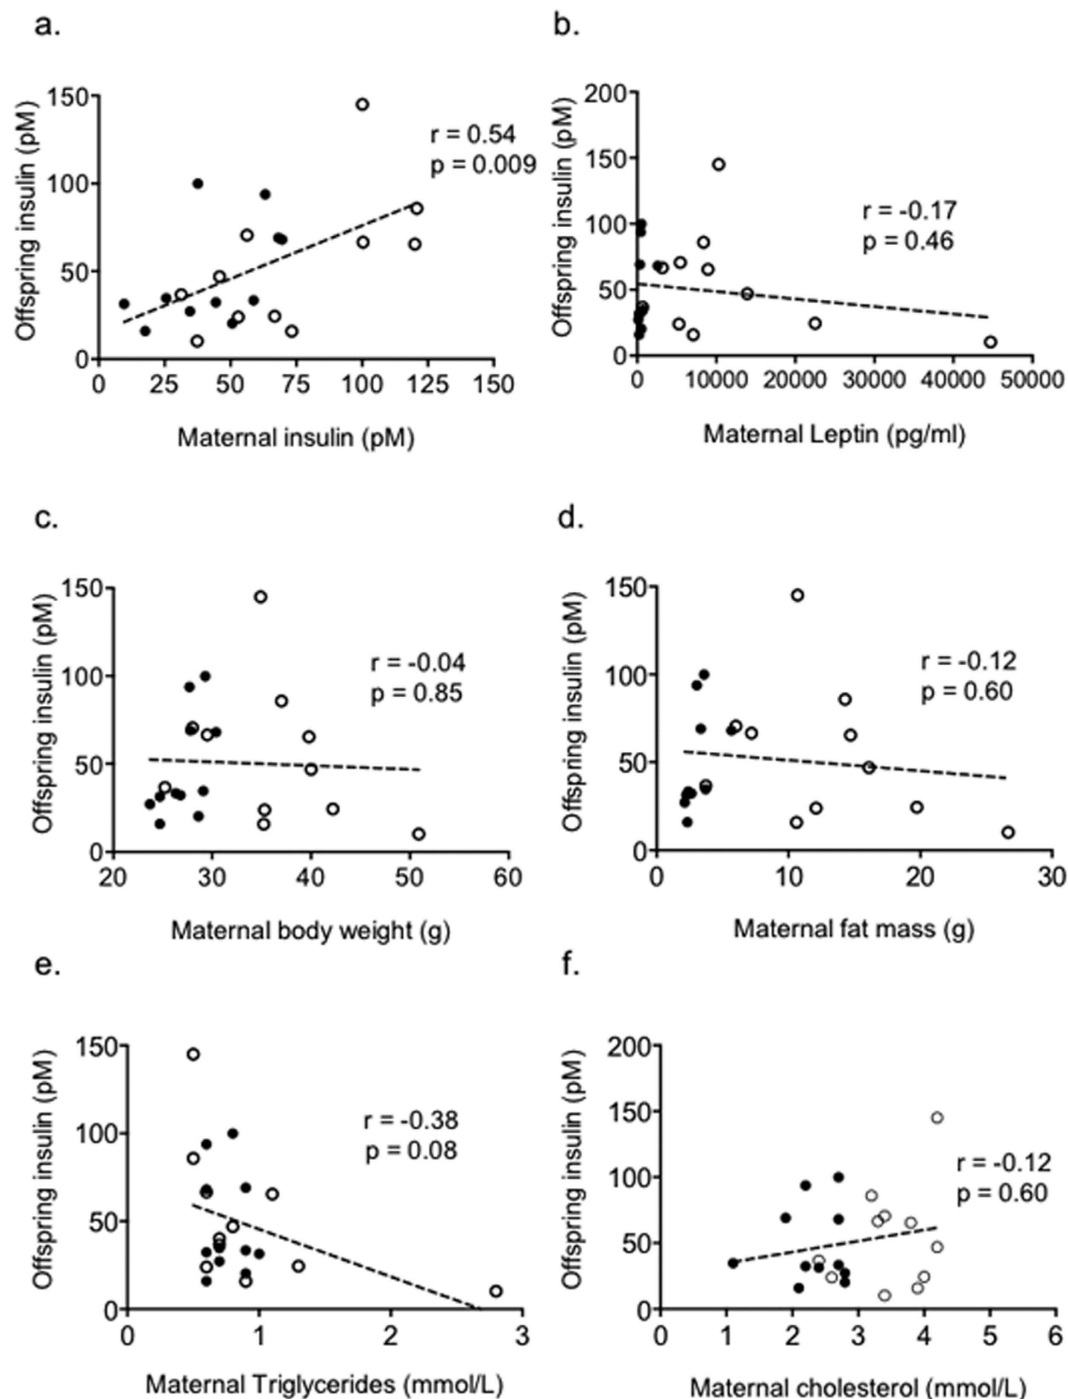 a.
Offspring insulin (pM)
150
100
50
0
0 25 50 75 100 125 150
r = 0.54
p = 0.009
Maternal insulin (pM)
b.
Offspring insulin (pM)
200
150
100
50
0
0 10000 20000 30000 40000 50000
r = -0.17
p = 0.46
Maternal Leptin (pg/ml)
c.
Offspring insulin (pM)
150
100
50
0
20 30 40 50 60
r = -0.04
p = 0.85
Maternal body weight (g)
d.
Offspring insulin (pM)
150
100
50
0
0 10 20 30
r = -0.12
p = 0.60
Maternal fat mass (g)
e.
Offspring insulin (pM)
150
100
50
0
0 1 2 3
r = -0.38
p = 0.08
Maternal Triglycerides (mmol/L)
f.
Offspring insulin (pM)
200
150
100
50
0
0 1 2 3 4 5 6
r = -0.12
p = 0.60
Maternal cholesterol (mmol/L)